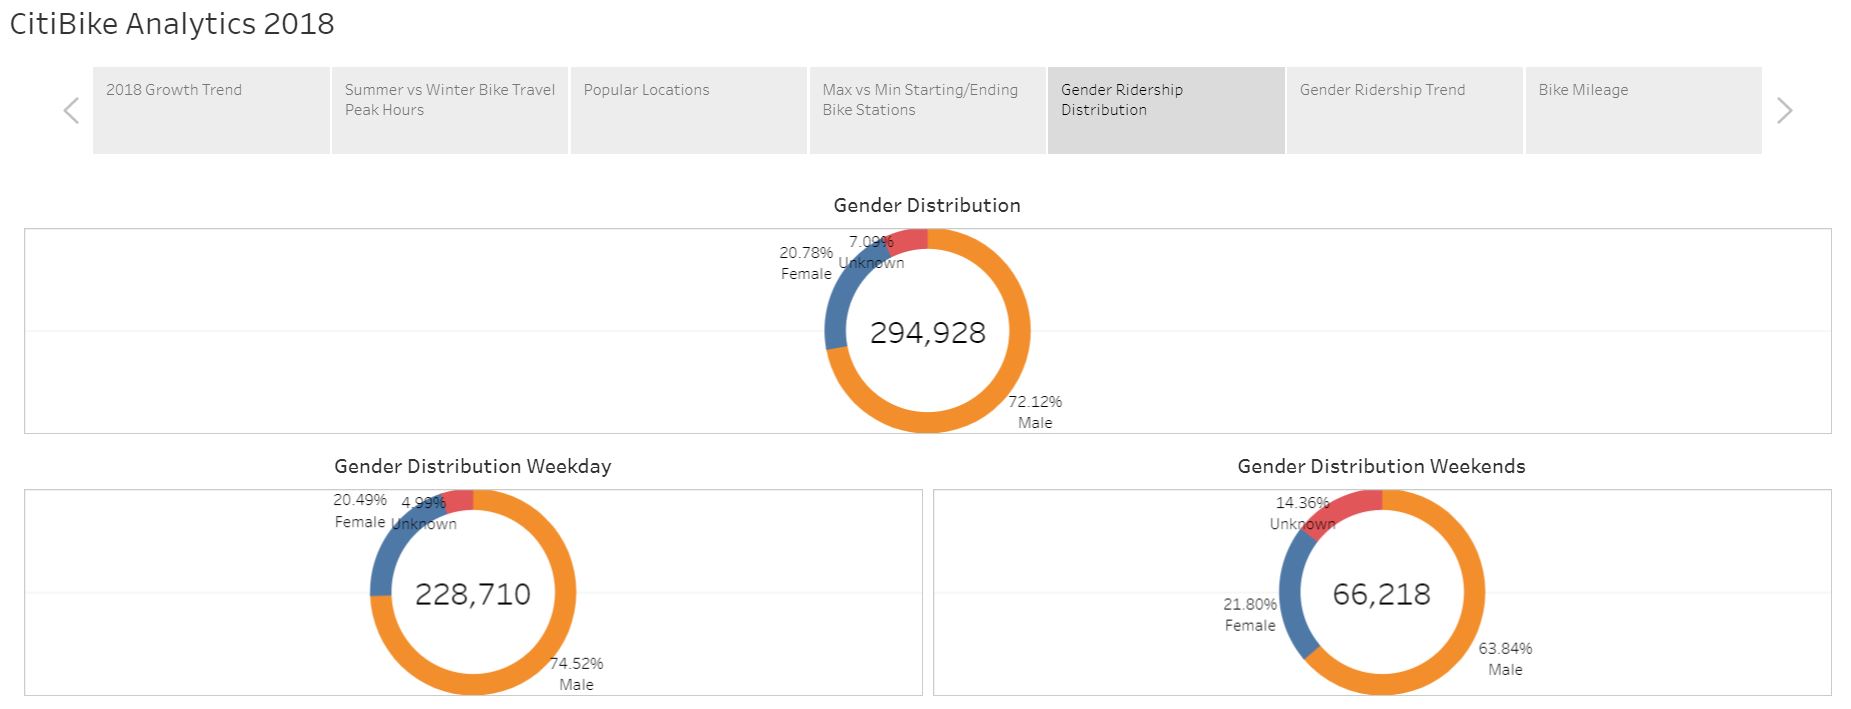 CitiBike Analytics 2018
2018 Growth Trend
Summer vs Winter Bike Travel
Peak Hours
Popular Locations
Max vs Min Starting/Ending
Bike Stations
Gender Ridership
Distribution
Gender Ridership Trend
Bike Mileage
Gender Distribution
7.09%
Unknown
20.78%
Female
294,928
72.12%
Male
Gender Distribution Weekday
20.49%
Female
4.99%
Unknown
228,710
74.52%
Male
Gender Distribution Weekends
14.36%
Unknown
66,218
21.80%
Female
63.84%
Male